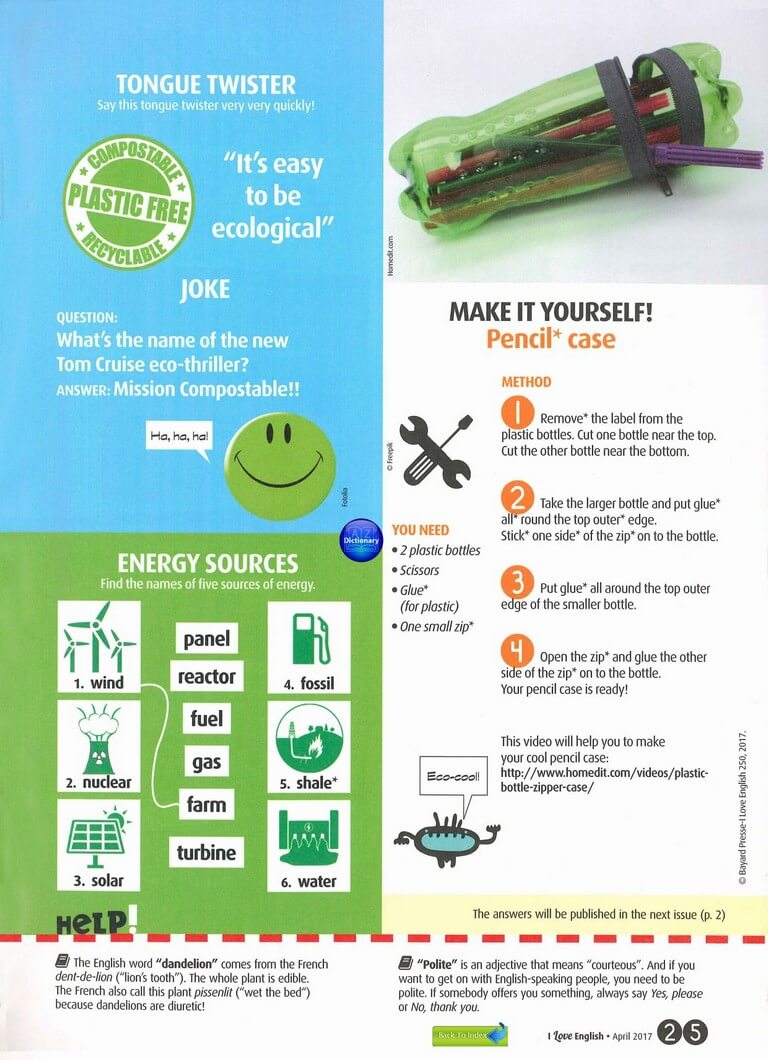 TONGUE TWISTER
Say this tongue twister very very quickly!
COMPOSTABLE
PLASTIC FREE
RECYCLABLE
“It’s easy
to be
ecological”
JOKE
QUESTION:
What’s the name of the new
Tom Cruise eco-thriller?
ANSWER: Mission Compostable!!
Ha, ha, ha!
Fotolia
A Z
Dictionary
ENERGY SOURCES
Find the names of five sources of energy.
1. wind
2. nuclear
3. solar
panel
reactor
fuel
gas
farm
turbine
4. fossil
5. shale*
6. water
HELP!
Homedit.com
MAKE IT YOURSELF!
Pencil* case
© Freepik
YOU NEED
• 2 plastic bottles
• Scissors
• Glue*
(for plastic)
• One small zip*
METHOD
1 Remove* the label from the
plastic bottles. Cut one bottle near the top.
Cut the other bottle near the bottom.
2 Take the larger bottle and put glue*
all* round the top outer* edge.
Stick* one side* of the zip* on to the bottle.
3 Put glue* all around the top outer
edge of the smaller bottle.
4 Open the zip* and glue the other
side of the zip* on to the bottle.
Your pencil case is ready!
This video will help you to make
your cool pencil case:
http://www.homedit.com/videos/plastic-
bottle-zipper-case/
Eco-cool!
© Bayard Presse-I Love English 250, 2017.
The answers will be published in the next issue (p. 2)
The English word “dandelion” comes from the French
dent-de-lion (“lion’s tooth”). The whole plant is edible.
The French also call this plant pissenlit (“wet the bed”)
because dandelions are diuretic!
“Polite” is an adjective that means “courteous”. And if you
want to get on with English-speaking people, you need to be
polite. If somebody offers you something, always say Yes, please
or No, thank you.
Back To Index
I Love English • April 2017 25